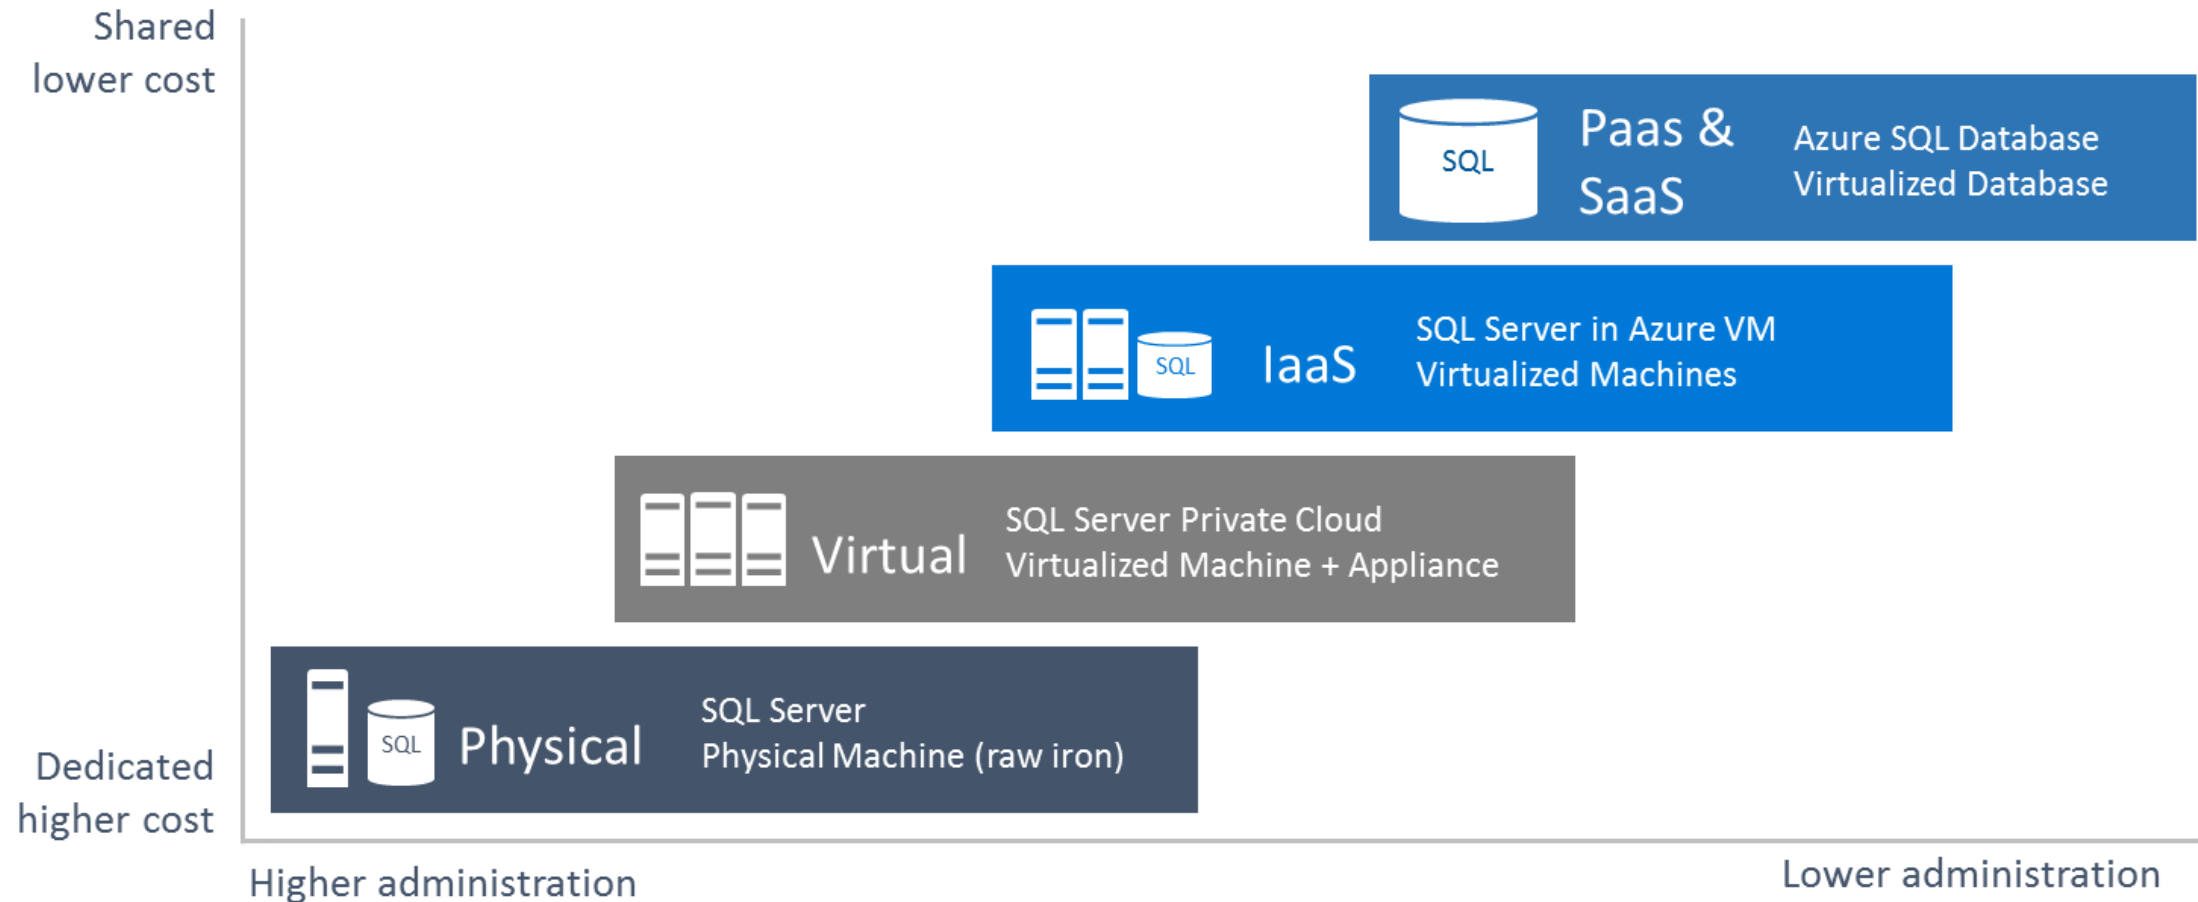 Shared
lower cost
SQL
Paas &
SaaS
Azure SQL Database
Virtualized Database
SQL
IaaS
SQL Server in Azure VM
Virtualized Machines
Virtual
SQL Server Private Cloud
Virtualized Machine + Appliance
SQL
Physical
SQL Server
Physical Machine (raw iron)
Dedicated
higher cost
Higher administration
Lower administration